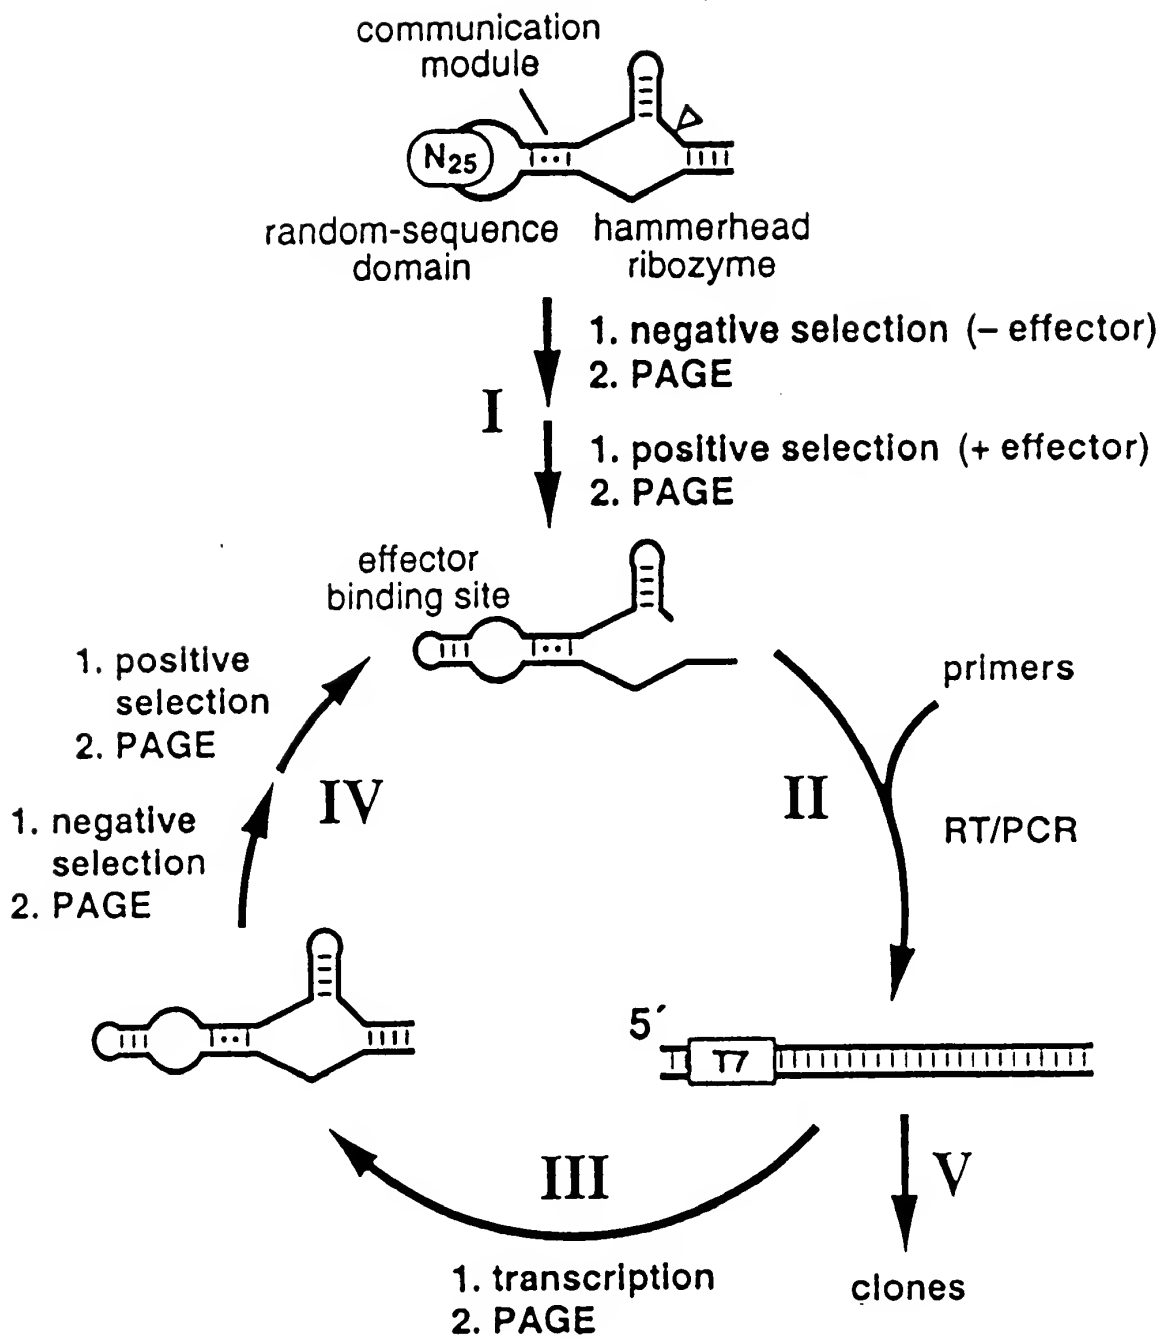 communication
module
N25
random-sequence
domain
hammerhead
ribozyme
1. negative selection (– effector)
2. PAGE
I
1. positive selection (+ effector)
2. PAGE
effector
binding site
1. positive
selection
2. PAGE
primers
IV
II
1. negative
selection
2. PAGE
RT/PCR
5´
T7
III
V
1. transcription
2. PAGE
clones